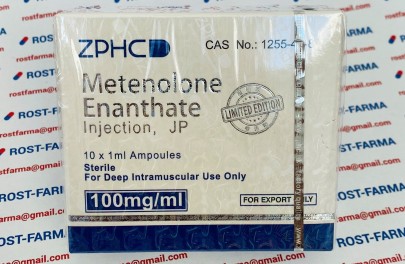 ZPHC
CAS No.: 1255-4
Metenolone
Enanthate
Injection, JP
LIMITED EDITION
10 x 1ml Ampoules
Sterile
For Deep Intramuscular Use Only
100mg/ml
FOR EXPORT ONLY
ROST-FARMA
rostfarma@gmail.com